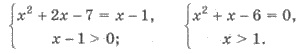 x² + 2x − 7 = x − 1, x² + x − 6 = 0,
x − 1 > 0; x > 1.